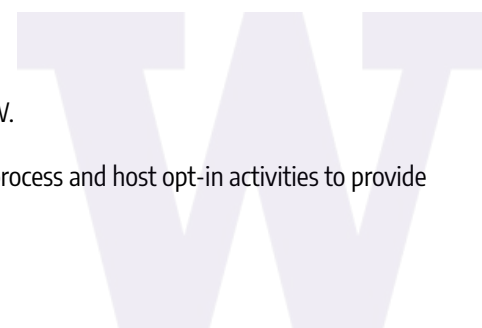 W.
rocess and host opt-in activities to provide
W